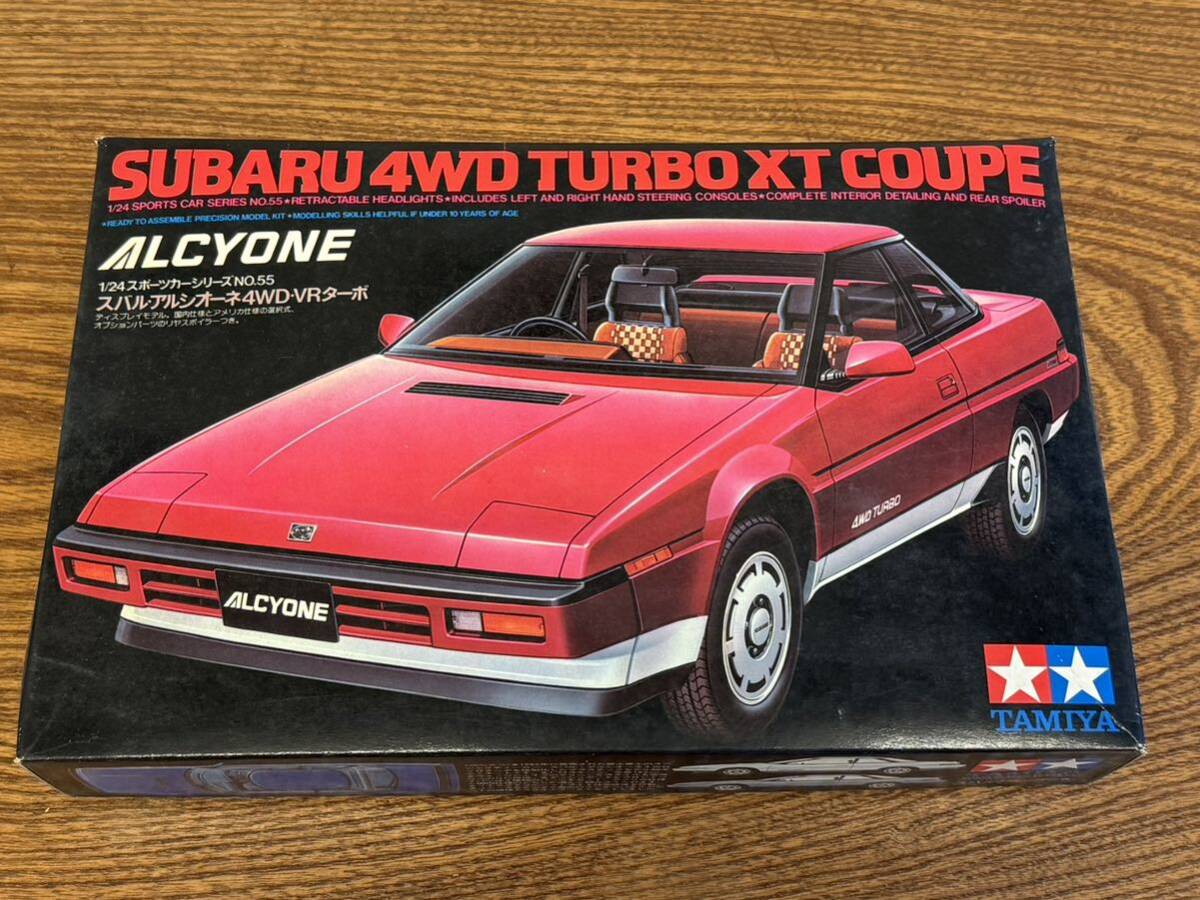 SUBARU 4WD TURBO XT COUPE
1/24 SPORTS CAR SERIES NO.55★RETRACTABLE HEADLIGHTS★INCLUDES LEFT AND RIGHT HAND STEERING CONSOLES★COMPLETE INTERIOR DETAILING AND REAR SPOILER
★READY TO ASSEMBLE PRECISION MODEL KIT ★MODELLING SKILLS HELPFUL IF UNDER 10 YEARS OF AGE
ALCYONE
1/24スポーツカーシリーズNO.55
スバル・アルシオーネ4WD・VRターボ
ディスプレイモデル、国内仕様とアメリカ仕様の選択式、
オプションパーツのリヤスポイラーつき。
4WD TURBO
ALCYONE
TAMIYA